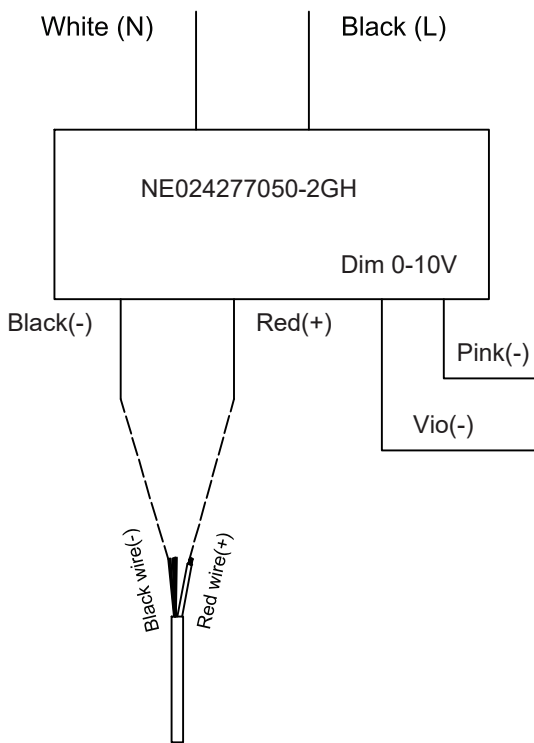 White (N)
Black (L)
NE024277050-2GH
Dim 0-10V
Black(-)
Red(+)
Pink(-)
Vio(-)
Black wire(-)
Red wire(+)